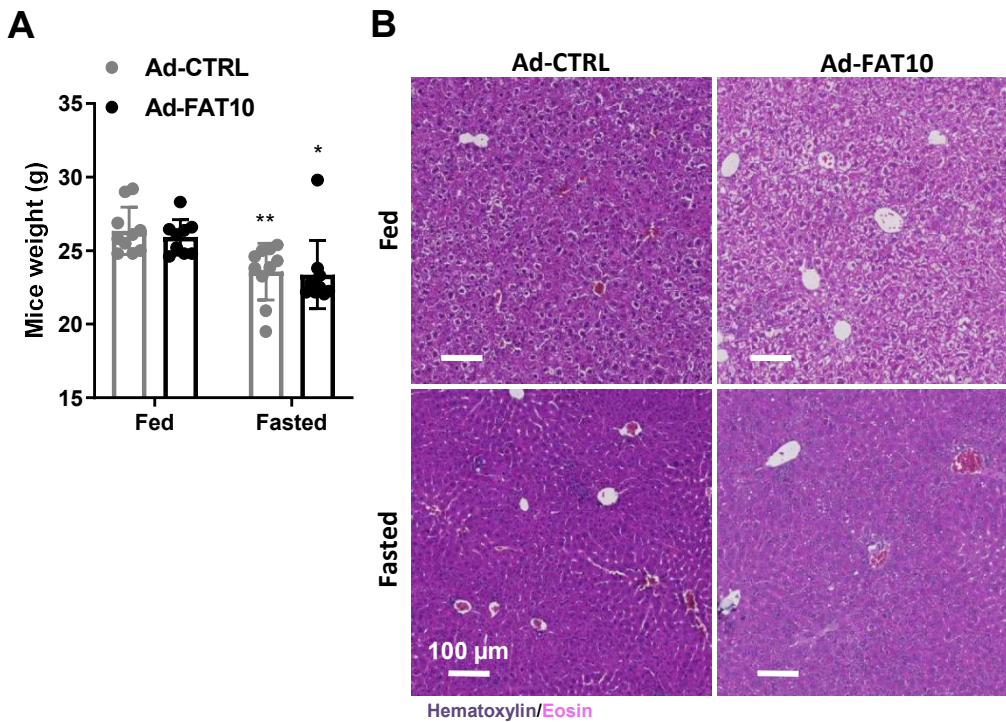 A
Ad-CTRL
Ad-FAT10
Mice weight (g)
35
30
25
20
15
**
*
Fed
Fasted
B
Ad-CTRL
Ad-FAT10
Fed
Fasted
100 µm
Hematoxylin/Eosin